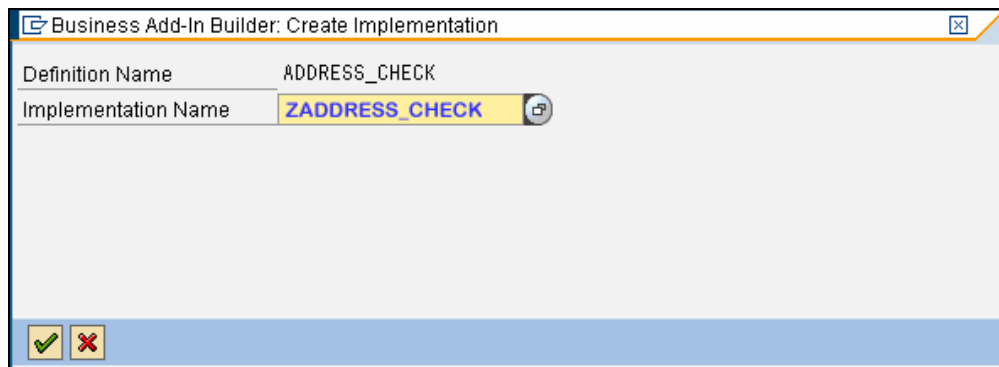 Business Add-In Builder: Create Implementation
Definition Name ADDRESS_CHECK
Implementation Name ZADDRESS_CHECK